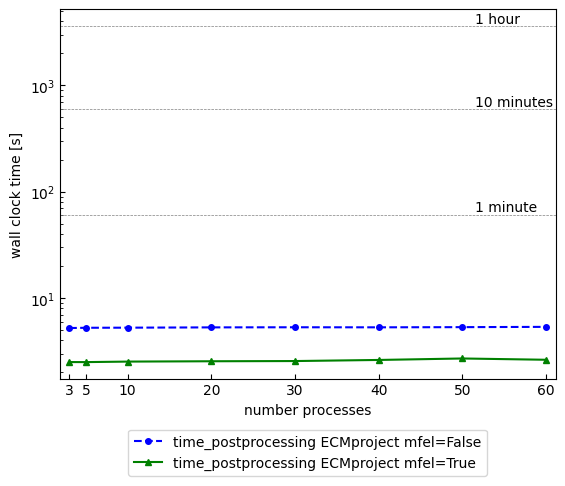 1 hour
10³
10 minutes
10²
1 minute
10¹
wall clock time [s]
3 5 10 20 30 40 50 60
number processes
time_postprocessing ECMproject mfel=False
time_postprocessing ECMproject mfel=True